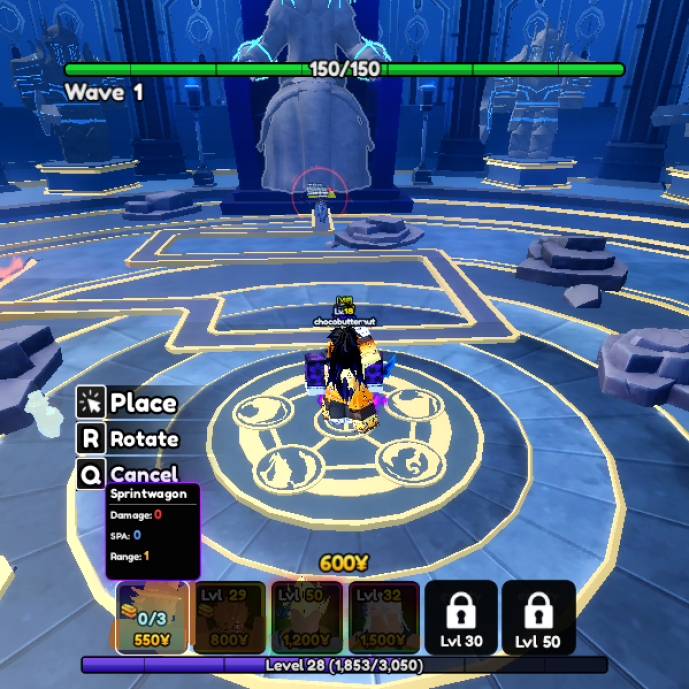 150/150
Wave 1
Lv.18
chocobutternut
Place
R Rotate
Q Cancel
Sprintwagon
Damage: 0
SPA: 0
Range: 1
600¥
0/3
550¥
Lvl 29
800¥
Lvl 50
1,200¥
Lvl 32
1,500¥
Lvl 30
Lvl 50
Level 28 (1,853/3,050)